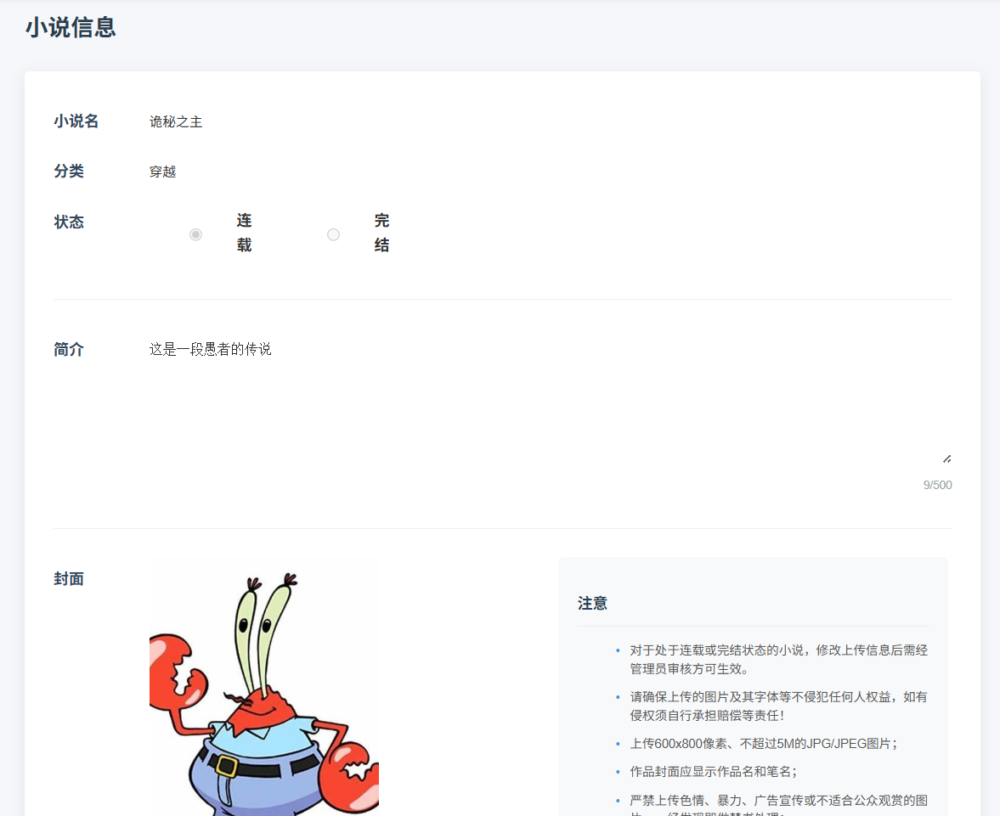 小说信息
小说名
诡秘之主
分类
穿越
状态
连
载
完
结
简介
这是一段愚者的传说
9/500
封面
注意
对于处于连载或完结状态的小说，修改上传信息后需经
管理员审核方可生效。
请确保上传的图片及其字体等不侵犯任何人权益，如有
侵权须自行承担赔偿等责任！
上传600x800像素、不超过5M的JPG/JPEG图片；
作品封面应显示作品名和笔名；
严禁上传色情、暴力、广告宣传或不适合公众观赏的图